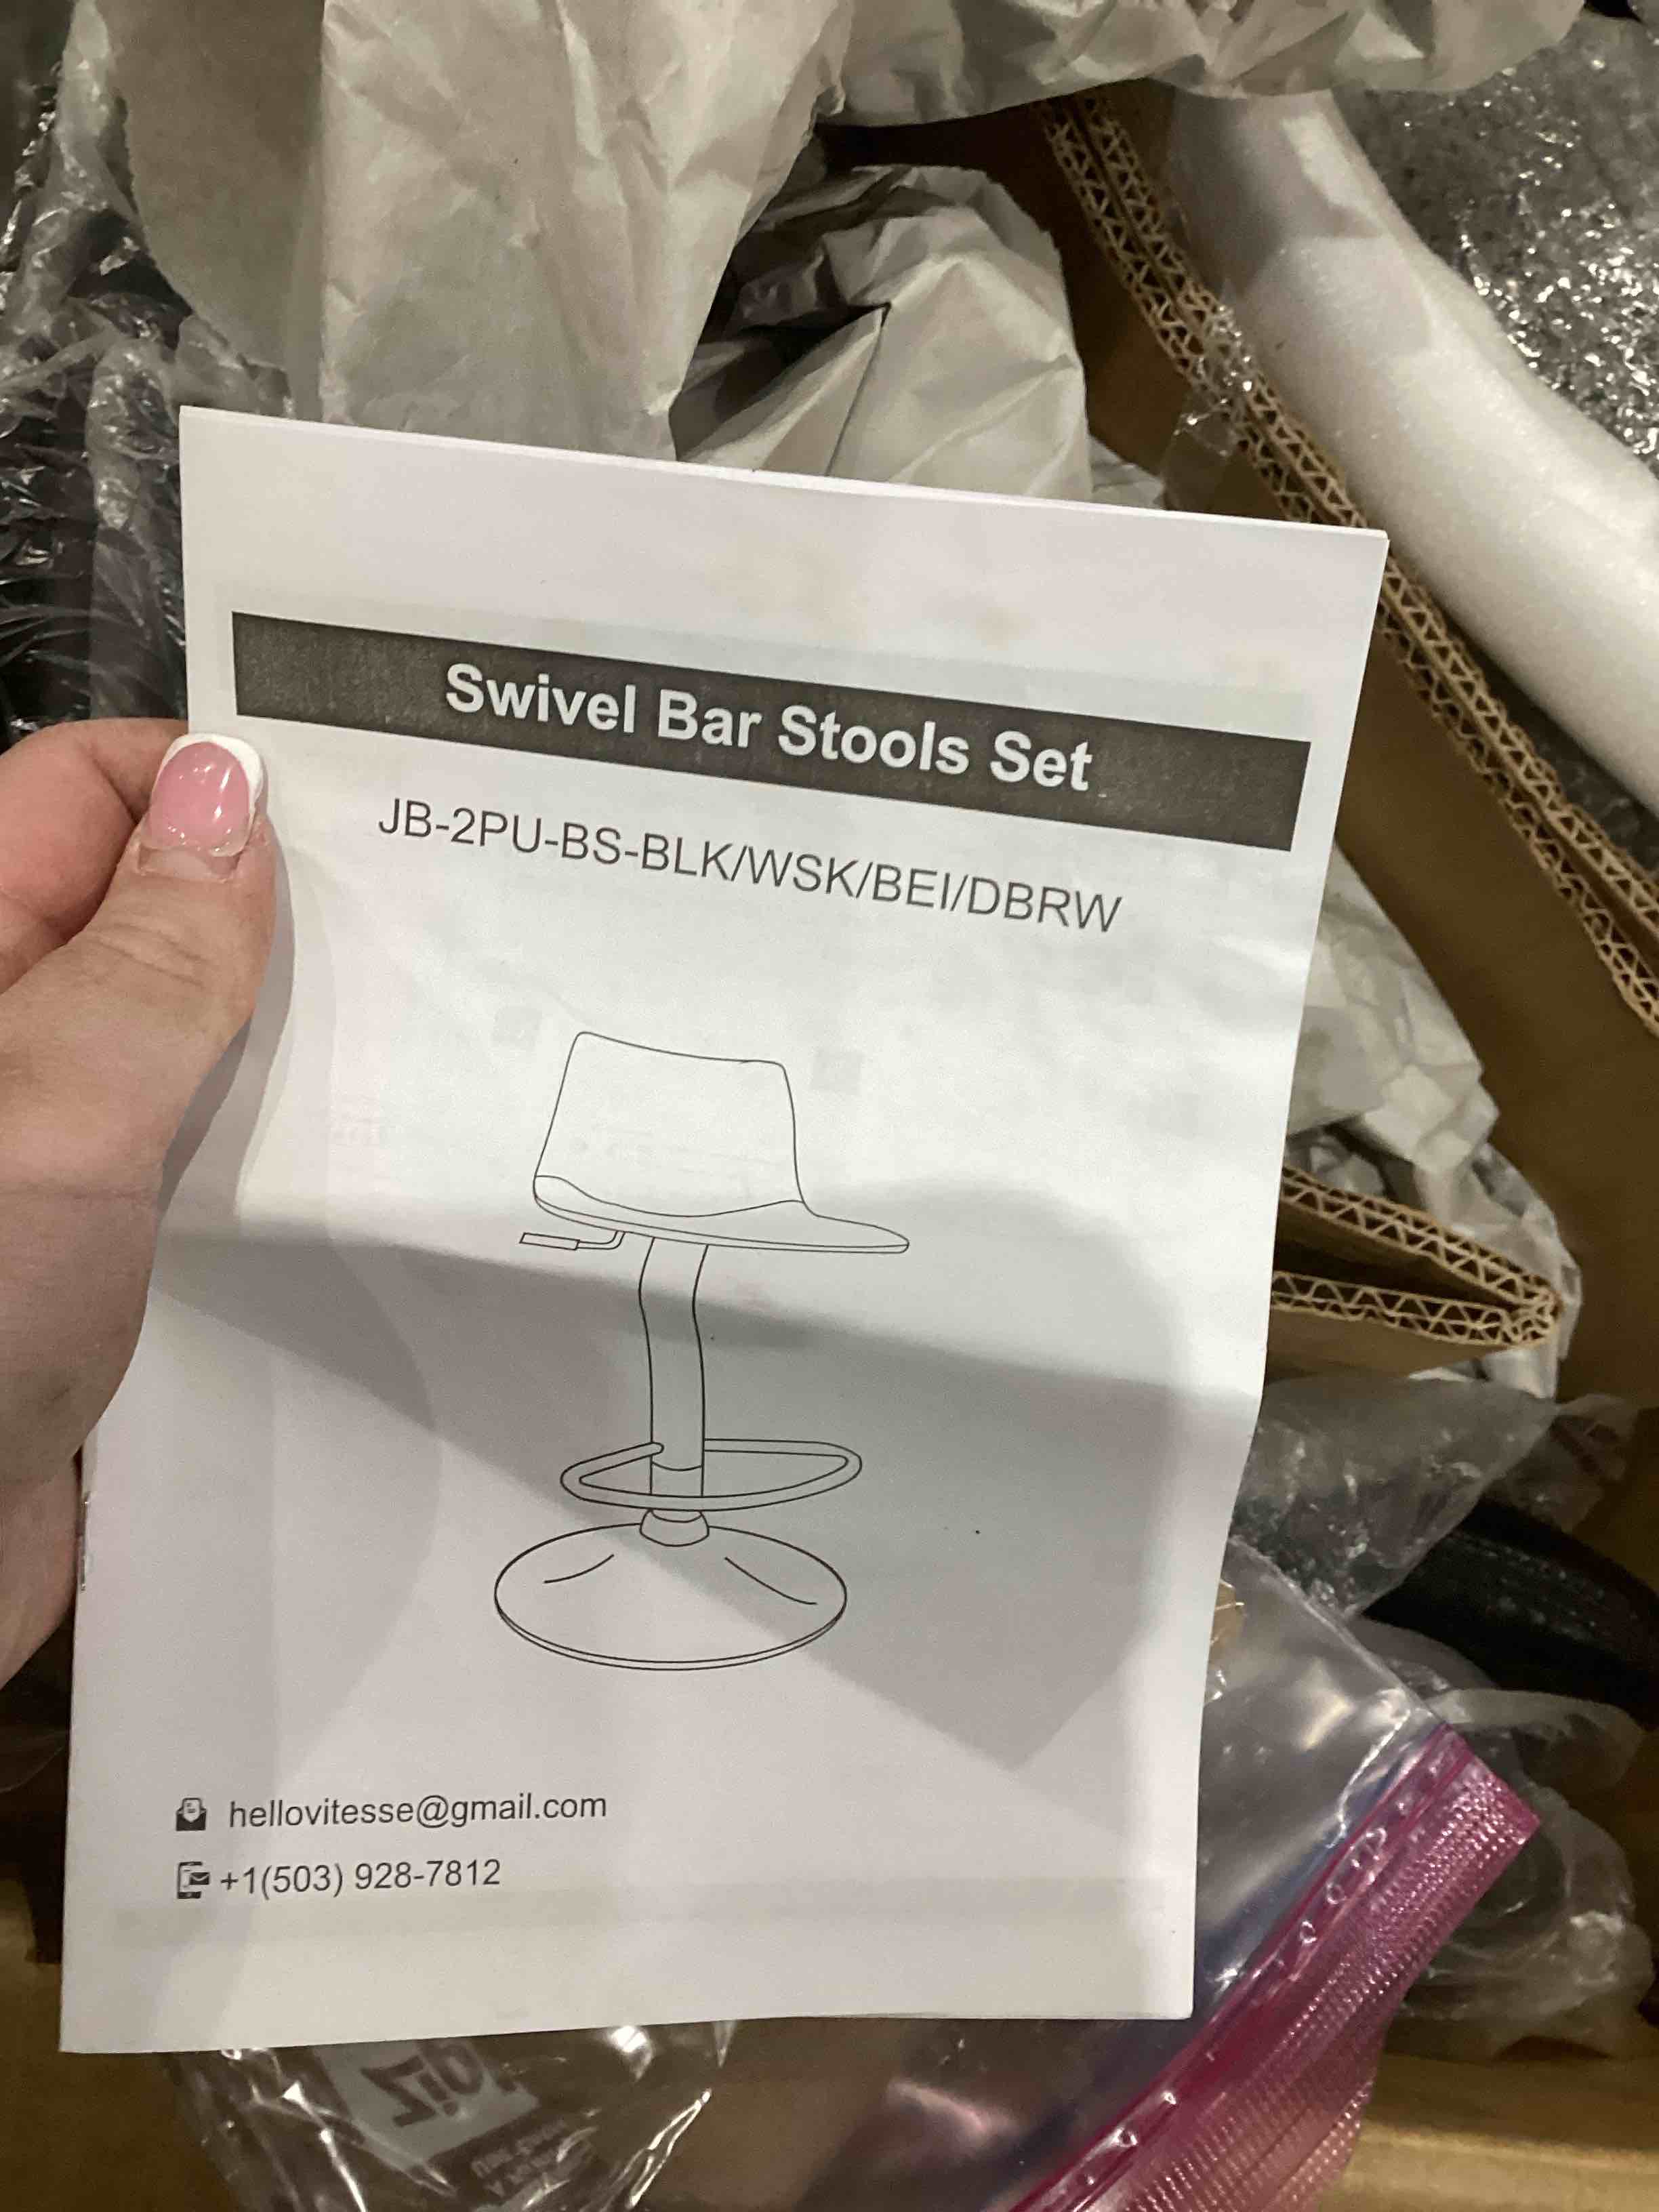 Swivel Bar Stools Set
JB-2PU-BS-BLK/WSK/BEI/DBRW
hellovitesse@gmail.com
+1(503) 928-7812